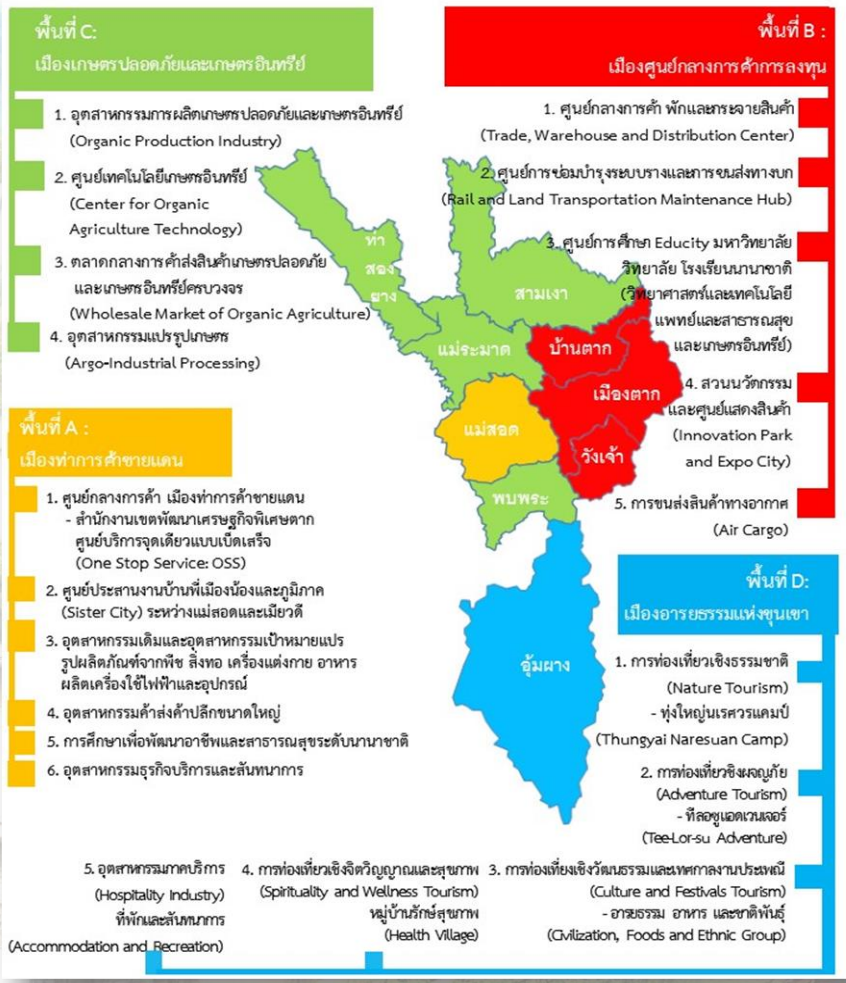 พื้นที่ C:
เมืองเกษตรปลอดภัยและเกษตรอินทรีย์
1. อุตสาหกรรมการผลิตเกษตรปลอดภัยและเกษตรอินทรีย์
(Organic Production Industry)
2. ศูนย์เทคโนโลยีเกษตรอินทรีย์
(Center for Organic
Agriculture Technology)
3. ตลาดกลางการค้าส่งสินค้าเกษตรปลอดภัย
และเกษตรอินทรีย์ครบวงจร
(Wholesale Market of Organic Agriculture)
4. อุตสาหกรรมแปรรูปเกษตร
(Argo-Industrial Processing)
พื้นที่ B :
เมืองศูนย์กลางการค้าการลงทุน
1. ศูนย์กลางการค้า พักและกระจายสินค้า
(Trade, Warehouse and Distribution Center)
2. ศูนย์การซ่อมบำรุงระบบรางและการขนส่งทางบก
(Rail and Land Transportation Maintenance Hub)
3. ศูนย์การศึกษา Educity มหาวิทยาลัย
วิทยาลัย โรงเรียนนานาชาติ
(วิทยาศาสตร์และเทคโนโลยี
แพทย์และสาธารณสุข
และเกษตรอินทรีย์)
4. สวนนวัตกรรม
และศูนย์แสดงสินค้า
(Innovation Park
and Expo City)
5. การขนส่งสินค้าทางอากาศ
(Air Cargo)
ท่า
สอง
ยาง
สามเงา
แม่ระมาด
บ้านตาก
เมืองตาก
แม่สอด
วังเจ้า
พบพระ
อุ้มผาง
พื้นที่ A :
เมืองท่าการค้าชายแดน
1. ศูนย์กลางการค้า เมืองท่าการค้าชายแดน
- สำนักงานเขตพัฒนาเศรษฐกิจพิเศษตาก
ศูนย์บริการจุดเดียวแบบเบ็ดเสร็จ
(One Stop Service: OSS)
2. ศูนย์ประสานงานบ้านพี่เมืองน้องและภูมิภาค
(Sister City) ระหว่างแม่สอดและเมียวดี
3. อุตสาหกรรมเดิมและอุตสาหกรรมเป้าหมายแปร
รูปผลิตภัณฑ์จากพืช สิ่งทอ เครื่องแต่งกาย อาหาร
ผลิตเครื่องใช้ไฟฟ้าและอุปกรณ์
4. อุตสาหกรรมค้าส่งค้าปลีกขนาดใหญ่
5. การศึกษาเพื่อพัฒนาอาชีพและสาธารณสุขระดับนานาชาติ
6. อุตสาหกรรมธุรกิจบริการและสันทนาการ
พื้นที่ D:
เมืองอารยธรรมแห่งขุนเขา
1. การท่องเที่ยวเชิงธรรมชาติ
(Nature Tourism)
- ทุ่งใหญ่นเรศวรแคมป์
(Thungyai Naresuan Camp)
2. การท่องเที่ยวเชิงผจญภัย
(Adventure Tourism)
- ทีลอซูแอดเวนเจอร์
(Tee-Lor-su Adventure)
3. การท่องเที่ยงเชิงวัฒนธรรมและเทศกาลงานประเพณี
(Culture and Festivals Tourism)
- อารยธรรม อาหาร และชาติพันธุ์
(Civilization, Foods and Ethnic Group)
4. การท่องเที่ยวเชิงจิตวิญญาณและสุขภาพ
(Spirituality and Wellness Tourism)
หมู่บ้านรักษ์สุขภาพ
(Health Village)
5. อุตสาหกรรมภาคบริการ
(Hospitality Industry)
ที่พักและสันทนาการ
(Accommodation and Recreation)